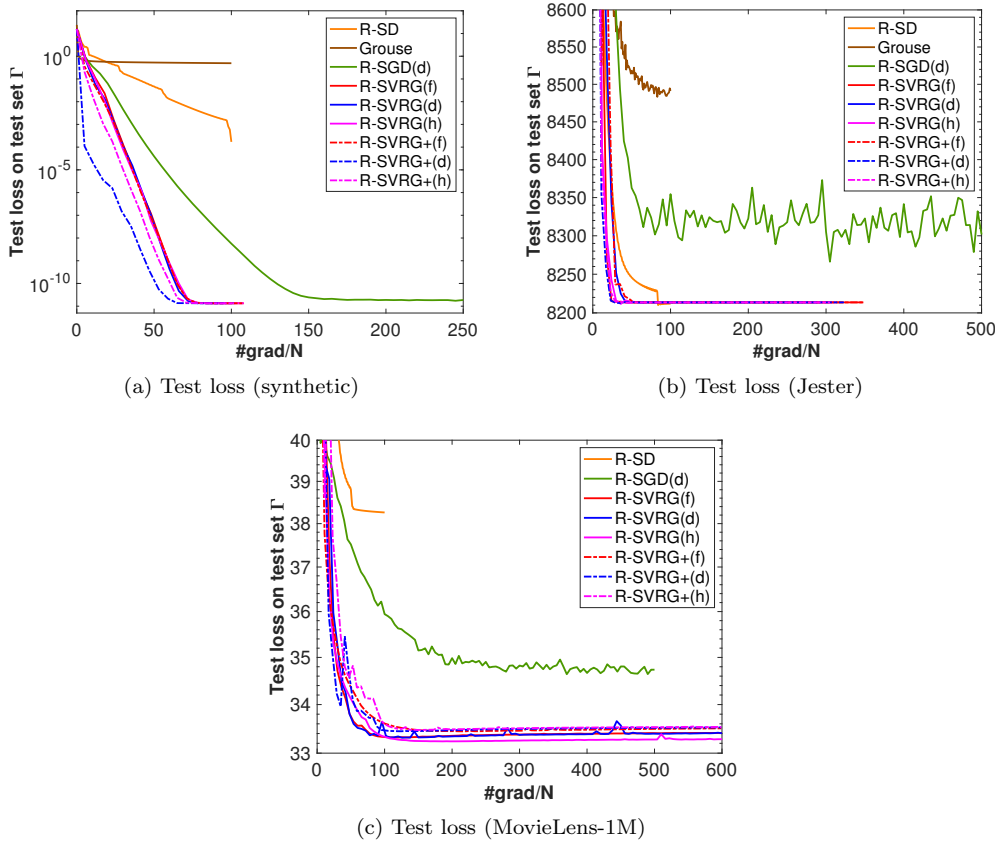 Test loss on test set Γ
10^0
10^-5
10^-10
0 50 100 150 200 250
#grad/N
R-SD
Grouse
R-SGD(d)
R-SVRG(f)
R-SVRG(d)
R-SVRG(h)
R-SVRG+(f)
R-SVRG+(d)
R-SVRG+(h)
(a) Test loss (synthetic)
Test loss on test set Γ
8600
8550
8500
8450
8400
8350
8300
8250
8200
0 100 200 300 400 500
#grad/N
R-SD
Grouse
R-SGD(d)
R-SVRG(f)
R-SVRG(d)
R-SVRG(h)
R-SVRG+(f)
R-SVRG+(d)
R-SVRG+(h)
(b) Test loss (Jester)
Test loss on test set Γ
40
39
38
37
36
35
34
33
0 100 200 300 400 500 600
#grad/N
R-SD
R-SGD(d)
R-SVRG(f)
R-SVRG(d)
R-SVRG(h)
R-SVRG+(f)
R-SVRG+(d)
R-SVRG+(h)
(c) Test loss (MovieLens-1M)